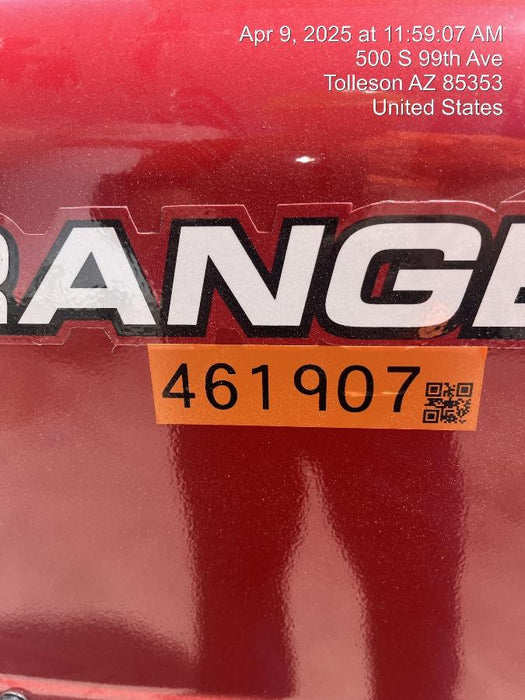 Apr 9, 2025 at 11:59:07 AM
500 S 99th Ave
Tolleson AZ 85353
United States
RANGE
461907